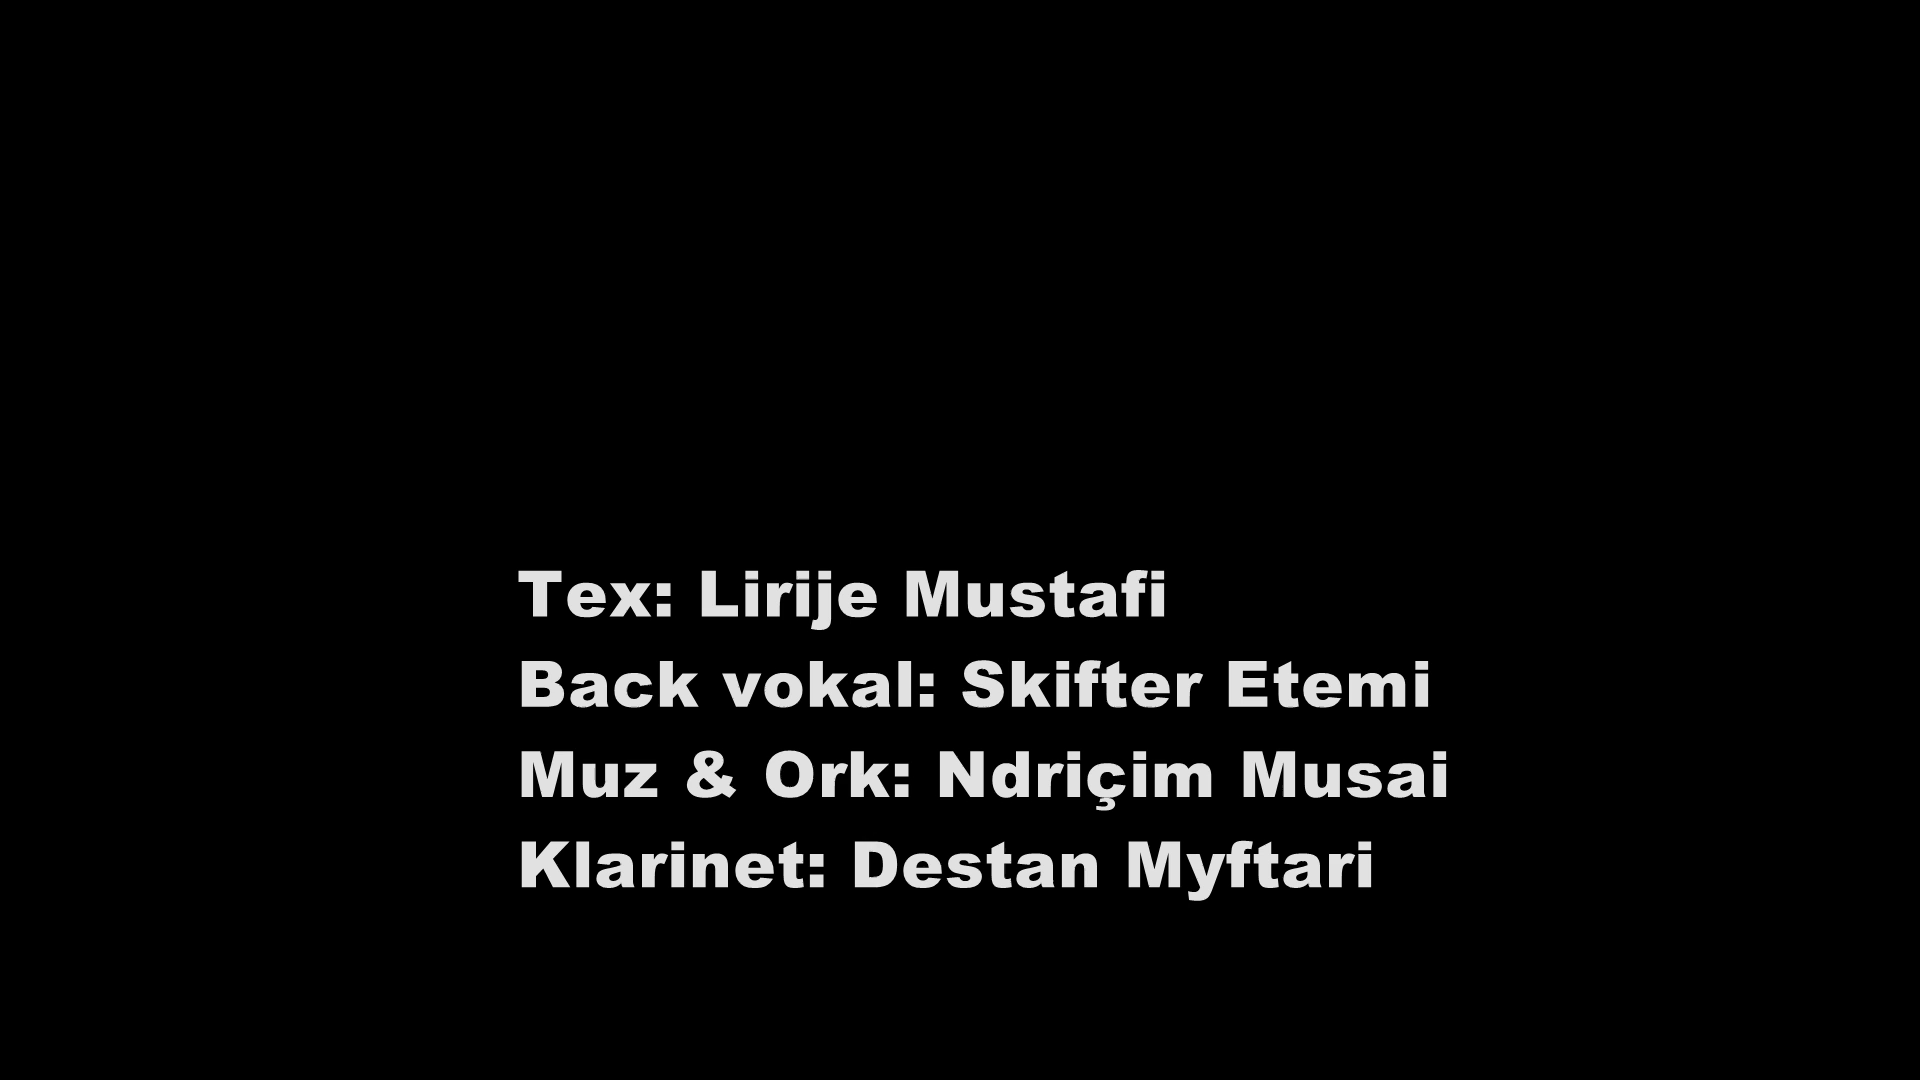 Tex: Lirije Mustafi
Back vokal: Skifter Etemi
Muz & Ork: Ndriçim Musai
Klarinet: Destan Myftari